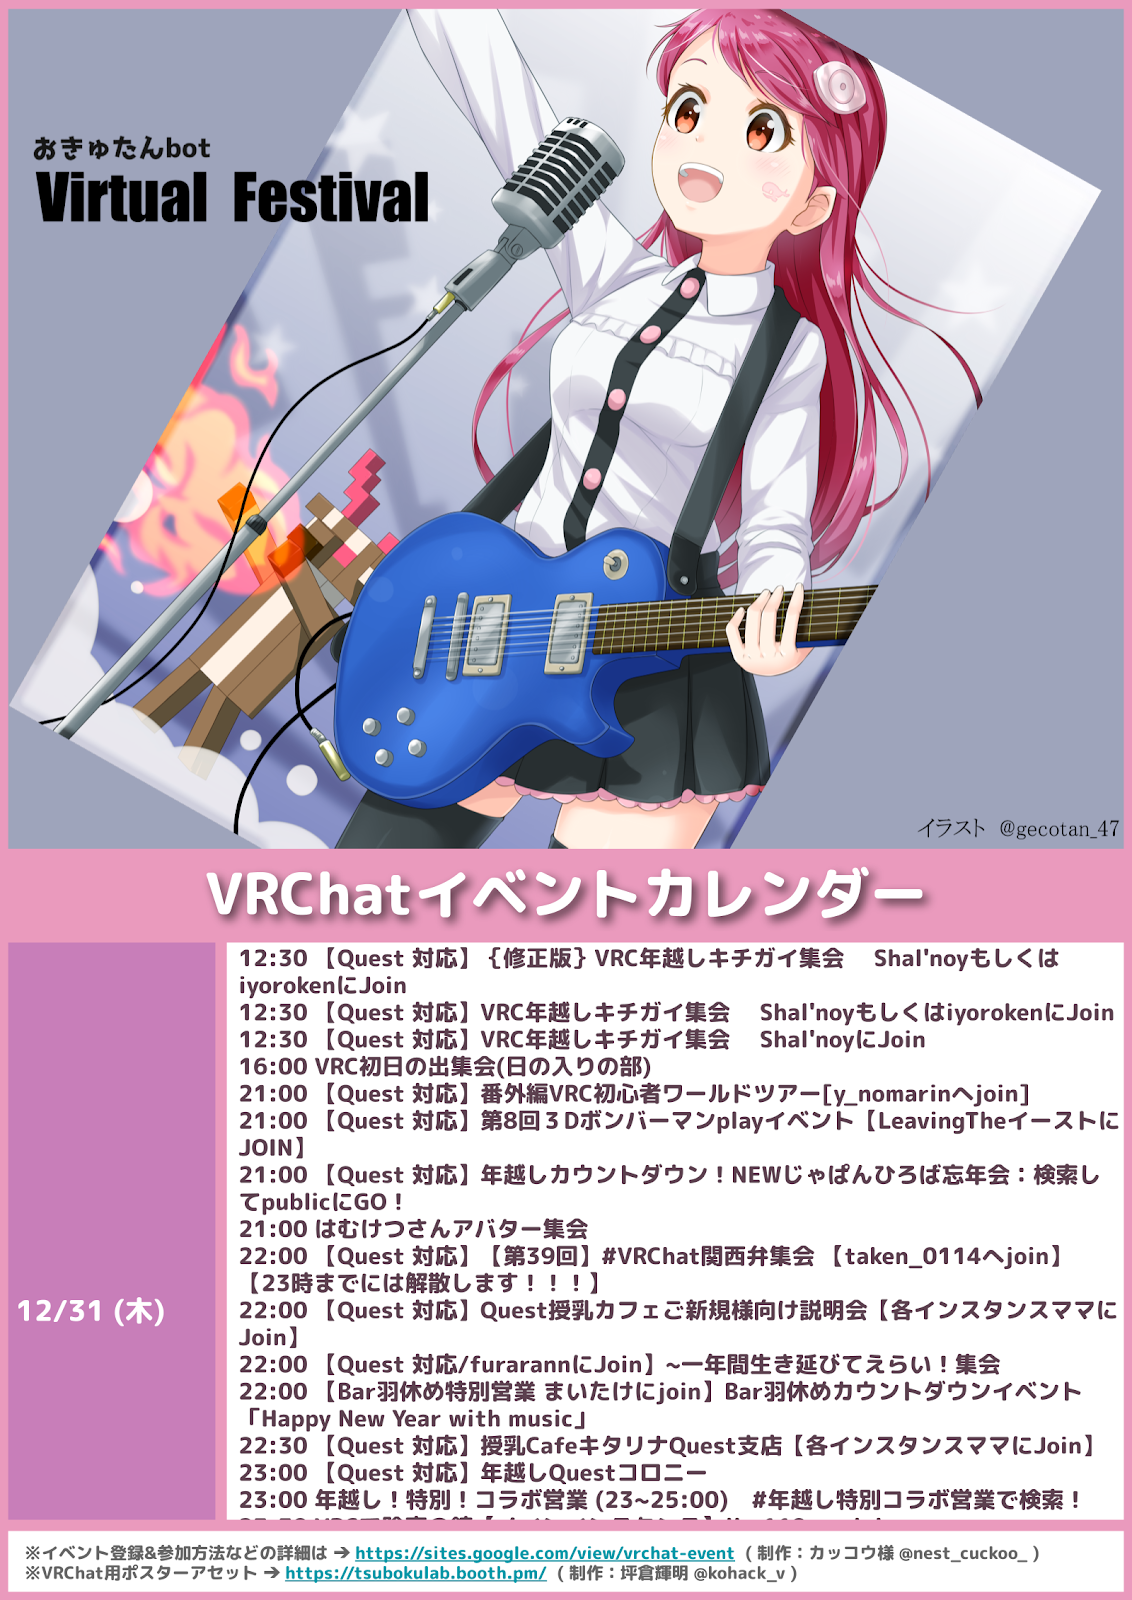 おきゅたんbot
Virtual Festival
イラスト @gecotan_47
VRChatイベントカレンダー
12/31 (木)
12:30 【Quest 対応】｛修正版｝VRC年越しキチガイ集会　Shal'noyもしくは
iyorokenにJoin
12:30 【Quest 対応】VRC年越しキチガイ集会　Shal'noyもしくはiyorokenにJoin
12:30 【Quest 対応】VRC年越しキチガイ集会　Shal'noyにJoin
16:00 VRC初日の出集会(日の入りの部)
21:00 【Quest 対応】番外編VRC初心者ワールドツアー[y_nomarinへjoin]
21:00 【Quest 対応】第8回３Dボンバーマンplayイベント【LeavingTheイーストに
JOIN】
21:00 【Quest 対応】年越しカウントダウン！NEWじゃぱんひろば忘年会：検索し
てpublicにGO！
21:00 はむけつさんアバター集会
22:00 【Quest 対応】【第39回】#VRChat関西弁集会 【taken_0114へjoin】
【23時までには解散します！！！】
22:00 【Quest 対応】Quest授乳カフェご新規様向け説明会【各インスタンスママに
Join】
22:00 【Quest 対応/furarannにJoin】~一年間生き延びてえらい！集会
22:00 【Bar羽休め特別営業 まいたけにjoin】Bar羽休めカウントダウンイベント
「Happy New Year with music」
22:30 【Quest 対応】授乳CafeキタリナQuest支店【各インスタンスママにJoin】
23:00 【Quest 対応】年越しQuestコロニー
23:00 年越し！特別！コラボ営業 (23~25:00)　#年越し特別コラボ営業で検索！
※イベント登録&参加方法などの詳細は ➔ https://sites.google.com/view/vrchat-event （ 制作：カッコウ様 @nest_cuckoo_ ）
※VRChat用ポスターアセット ➔ https://tsubokulab.booth.pm/ （ 制作：坪倉輝明 @kohack_v ）